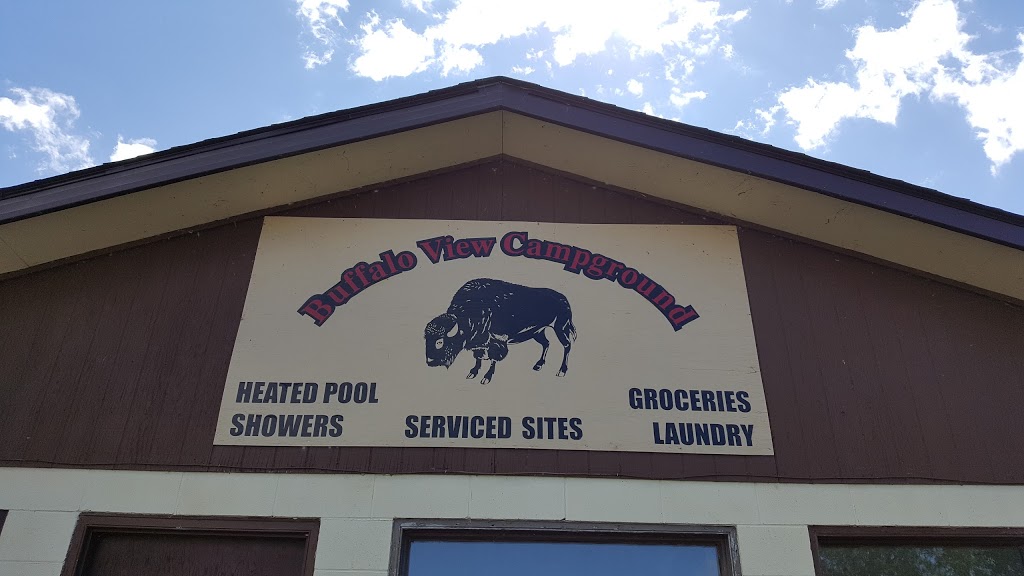 Buffalo View Campground
HEATED POOL
SHOWERS
SERVICED SITES
GROCERIES
LAUNDRY